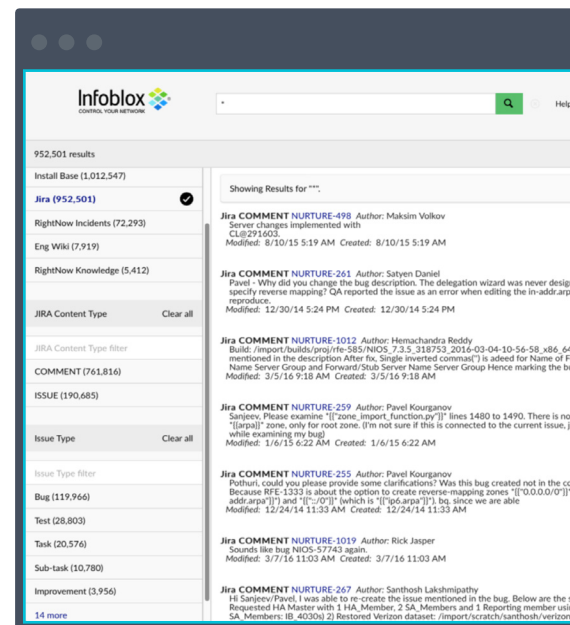 Infoblox
CONTROL YOUR NETWORK
*
Help
952,501 results
Install Base (1,012,547)
Jira (952,501)
RightNow Incidents (72,293)
Eng Wiki (7,919)
RightNow Knowledge (5,412)
JIRA Content Type Clear all
JIRA Content Type filter
COMMENT (761,816)
ISSUE (190,685)
Issue Type Clear all
Issue Type filter
Bug (119,966)
Test (28,803)
Task (20,576)
Sub-task (10,780)
Improvement (3,956)
14 more
Showing Results for "*".
Jira COMMENT NURTURE-498 Author: Maksim Volkov
Server changes implemented with
CL@291603.
Modified: 8/10/15 5:19 AM Created: 8/10/15 5:19 AM
Jira COMMENT NURTURE-261 Author: Satyen Daniel
Pavel - Why did you change the bug description. The delegation wizard was never desig
specify reverse mapping? QA reported the issue as an error when editing the in-addr.arp
reproduce.
Modified: 12/30/14 5:24 PM Created: 12/30/14 5:24 PM
Jira COMMENT NURTURE-1012 Author: Hemachandra Reddy
Build: /import/builds/proj/rfe-585/NIOS_7.3.5_318753_2016-03-04-10-56-58_x86_64
mentioned in the description After fix, Single inverted commas(") is adeed for Name of F
Name Server Group and Forward/Stub Server Name Server Group Hence marking the bu
Modified: 3/5/16 9:18 AM Created: 3/5/16 9:18 AM
Jira COMMENT NURTURE-259 Author: Pavel Kourganov
Sanjeev, Please examine "[["zone_import_function.py"]]" lines 1480 to 1490. There is no
"[[arpa]]" zone, only for root zone. (I'm not sure if this is connected to the current issue, j
while examining my bug)
Modified: 1/6/15 6:22 AM Created: 1/6/15 6:22 AM
Jira COMMENT NURTURE-255 Author: Pavel Kourganov
Pothuri, could you please provide some clarifications? Was this bug created not in the co
Because RFE-1333 is about the option to create reverse-mapping zones "[["0.0.0.0/0"]]"
addr.arpa"]]") and "[["::/0"]]" (which is "[["ip6.arpa"]]"). bq. since we are able
Modified: 12/24/14 11:33 AM Created: 12/24/14 11:33 AM
Jira COMMENT NURTURE-1019 Author: Rick Jasper
Sounds like bug NIOS-57743 again.
Modified: 3/7/16 11:03 AM Created: 3/7/16 11:03 AM
Jira COMMENT NURTURE-267 Author: Santhosh Lakshmipathy
Hi Sanjeev/Pavel, I was able to re-create the issue mentioned in the bug. Below are the s
Requested HA Master with 1 HA_Member, 2 SA_Members and 1 Reporting member usi
SA_Members: IB_4030s) 2) Restored Verizon dataset: /import/scratch/santhosh/verizon